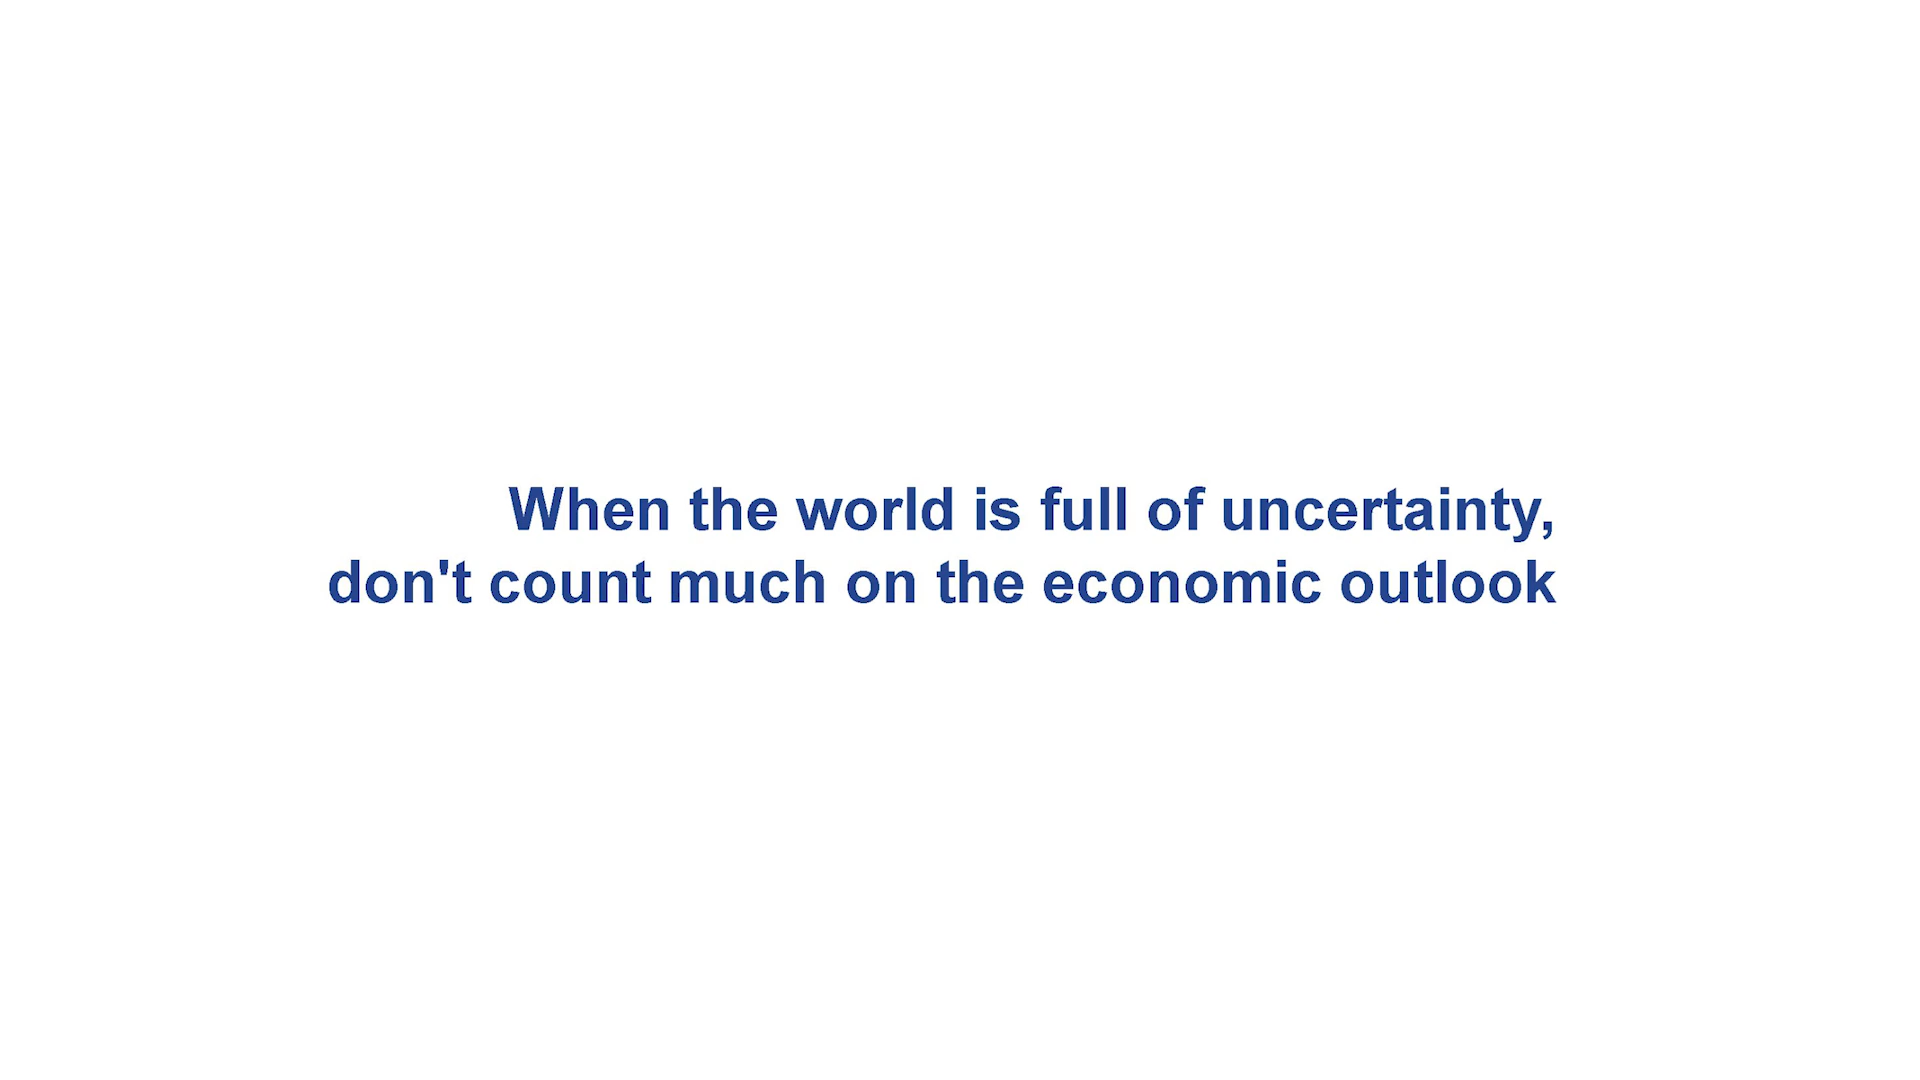 When the world is full of uncertainty,
don't count much on the economic outlook